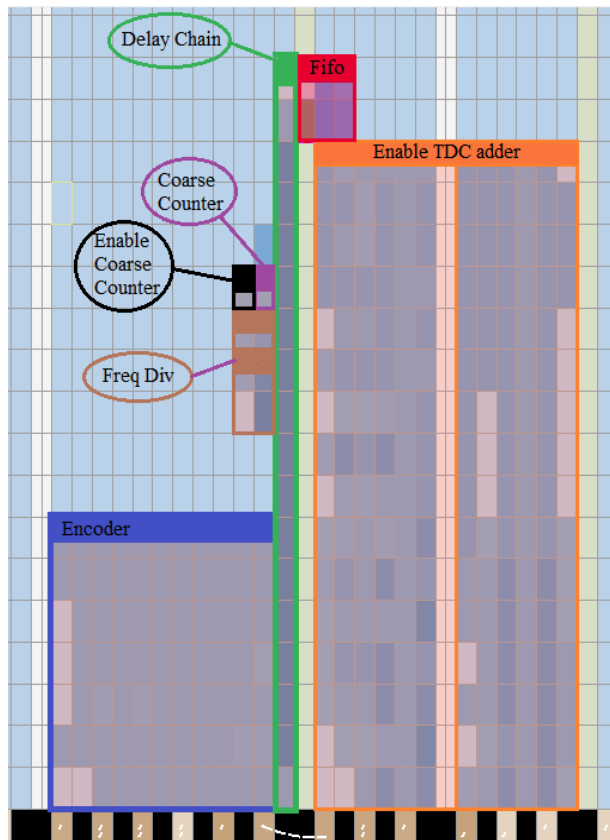 Delay Chain
Fifo
Enable TDC adder
Coarse
Counter
Enable
Coarse
Counter
Freq Div
Encoder